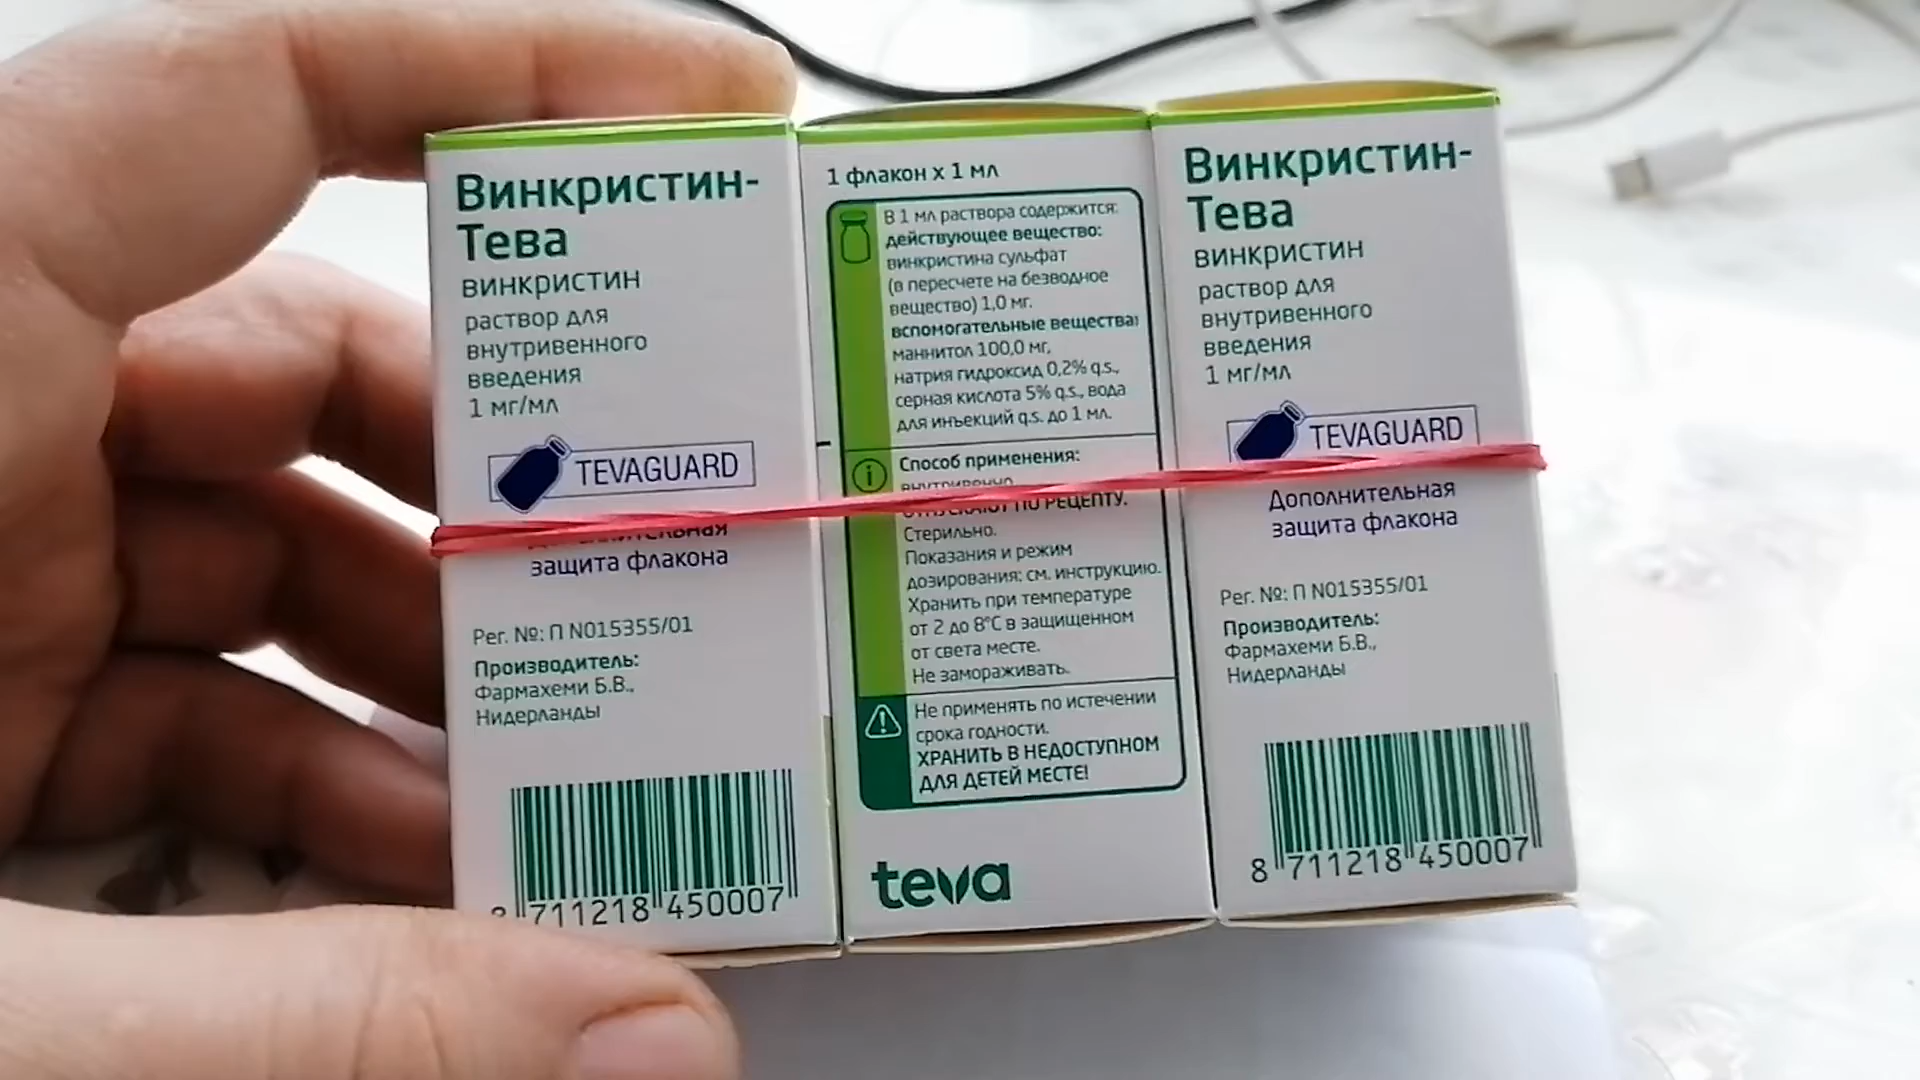 Винкристин-
Тева
винкристин
раствор для
внутривенного
введения
1 мг/мл
TEVAGUARD
защита флакона
Рег. №: П N015355/01
Производитель:
Фармахеми Б.В.,
Нидерланды
711218 450007
1 флакон x 1 мл
В 1 мл раствора содержится:
действующее вещество:
винкристина сульфат
(в пересчете на безводное
вещество) 1,0 мг.
вспомогательные вещества:
маннитол 100,0 мг,
натрия гидроксид 0,2% q.s.,
серная кислота 5% q.s., вода
для инъекций q.s. до 1 мл.
Способ применения:
внутривенно
ОТПУСКАЮТ ПО РЕЦЕПТУ.
Стерильно.
Показания и режим
дозирования: см. инструкцию.
Хранить при температуре
от 2 до 8°C в защищенном
от света месте.
Не замораживать.
Не применять по истечении
срока годности.
ХРАНИТЬ В НЕДОСТУПНОМ
ДЛЯ ДЕТЕЙ МЕСТЕ!
teva
Винкристин-
Тева
винкристин
раствор для
внутривенного
введения
1 мг/мл
TEVAGUARD
Дополнительная
защита флакона
Рег. №: П N015355/01
Производитель:
Фармахеми Б.В.,
Нидерланды
8 711218 450007